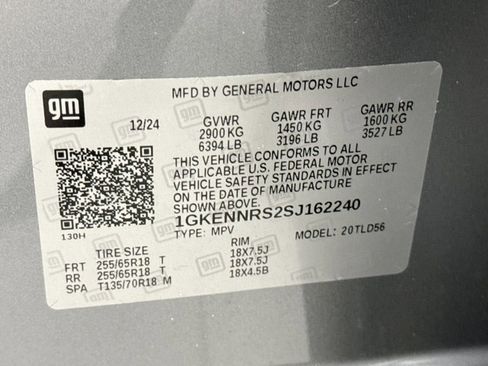 gm
MFD BY GENERAL MOTORS LLC
12/24 GVWR GAWR FRT GAWR RR
2900 KG 1450 KG 1600 KG
6394 LB 3196 LB 3527 LB
THIS VEHICLE CONFORMS TO ALL
APPLICABLE U.S. FEDERAL MOTOR
VEHICLE SAFETY STANDARDS IN EFFECT
ON THE DATE OF MANUFACTURE
SHOWN ABOVE.
1GKENNRS2SJ162240
130H TYPE: MPV MODEL: 20TLD56
TIRE SIZE RIM
FRT 255/65R18 T 18X7.5J
RR 255/65R18 T 18X7.5J
SPA T135/70R18 M 18X4.5B